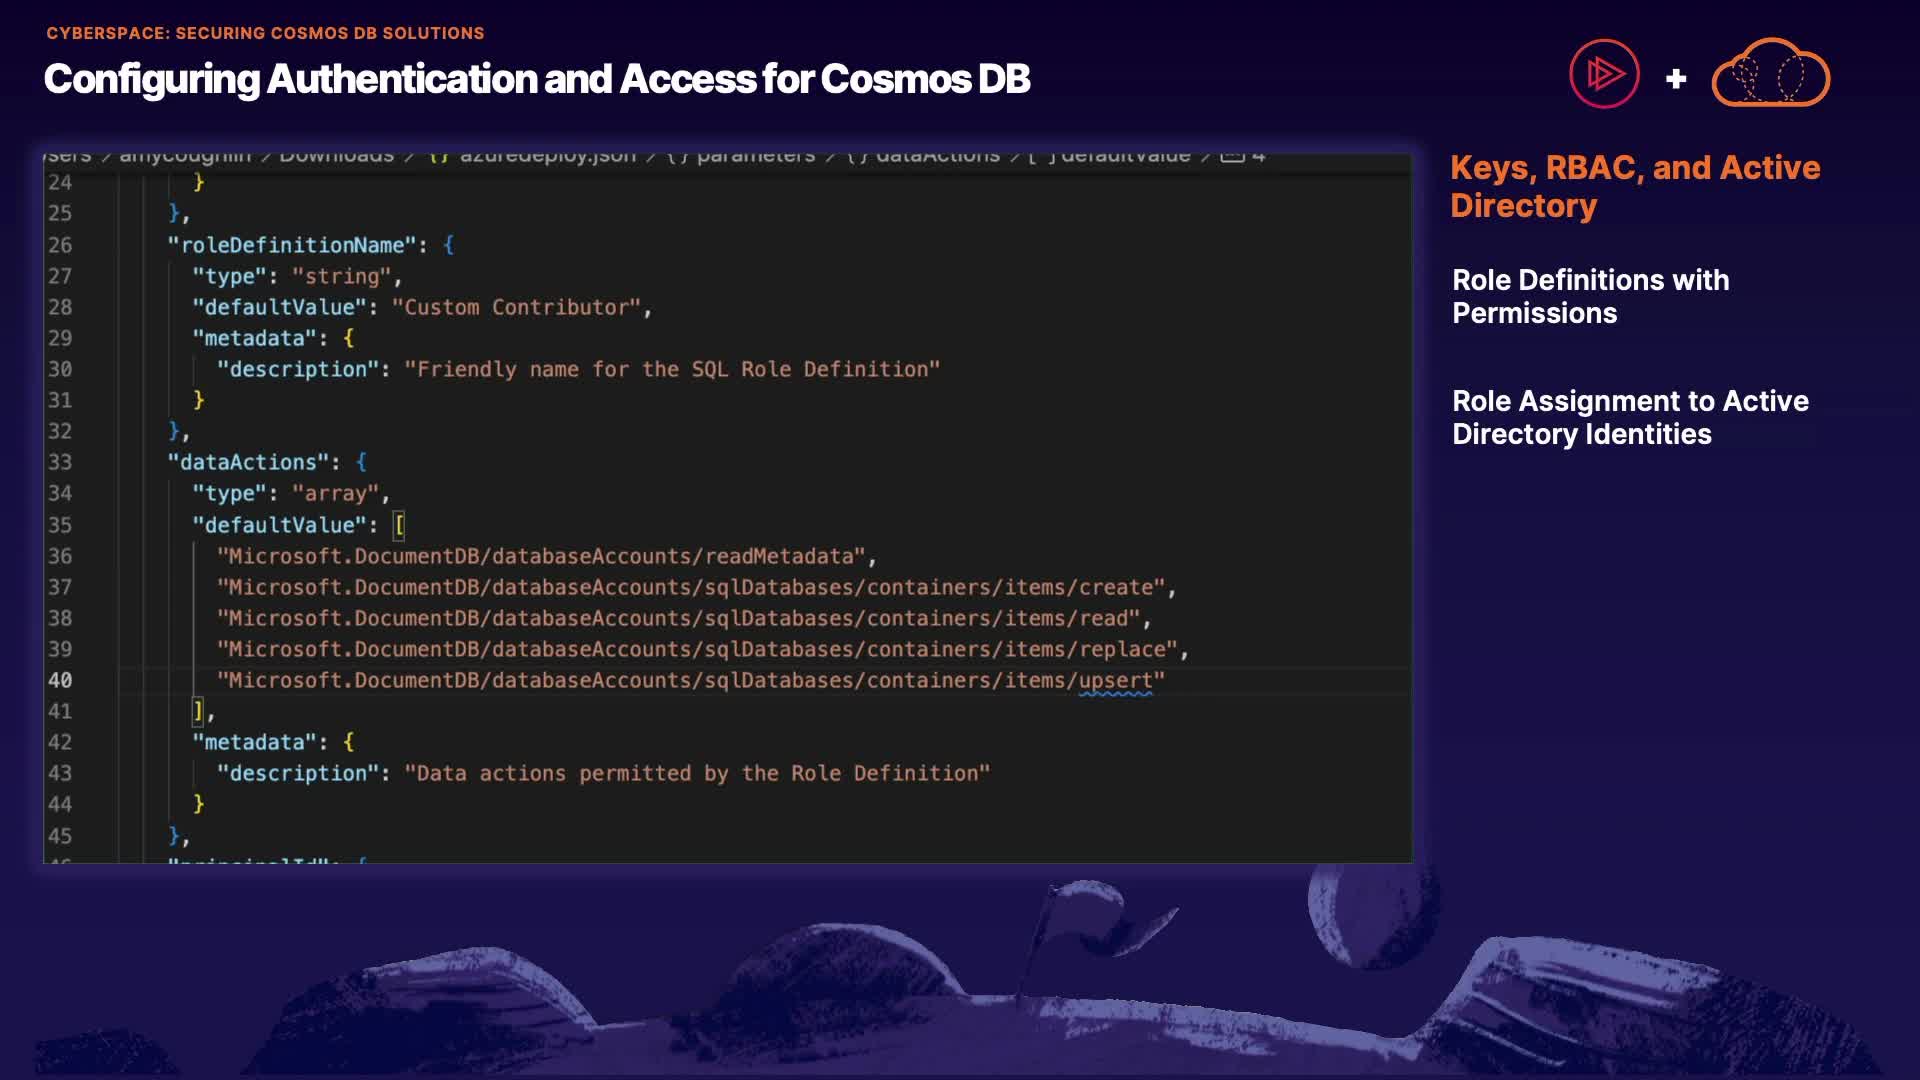 CYBERSPACE: SECURING COSMOS DB SOLUTIONS
Configuring Authentication and Access for Cosmos DB
+
sers > amycoughlin > Downloads > {} azuredeploy.json > {} parameters > {} dataActions > [ ] defaultValue > 4
24 }
25 },
26 "roleDefinitionName": {
27 "type": "string",
28 "defaultValue": "Custom Contributor",
29 "metadata": {
30 "description": "Friendly name for the SQL Role Definition"
31 }
32 },
33 "dataActions": {
34 "type": "array",
35 "defaultValue": [
36 "Microsoft.DocumentDB/databaseAccounts/readMetadata",
37 "Microsoft.DocumentDB/databaseAccounts/sqlDatabases/containers/items/create",
38 "Microsoft.DocumentDB/databaseAccounts/sqlDatabases/containers/items/read",
39 "Microsoft.DocumentDB/databaseAccounts/sqlDatabases/containers/items/replace",
40 "Microsoft.DocumentDB/databaseAccounts/sqlDatabases/containers/items/upsert"
41 ],
42 "metadata": {
43 "description": "Data actions permitted by the Role Definition"
44 }
45 },
46 "principalId": {
Keys, RBAC, and Active
Directory
Role Definitions with
Permissions
Role Assignment to Active
Directory Identities